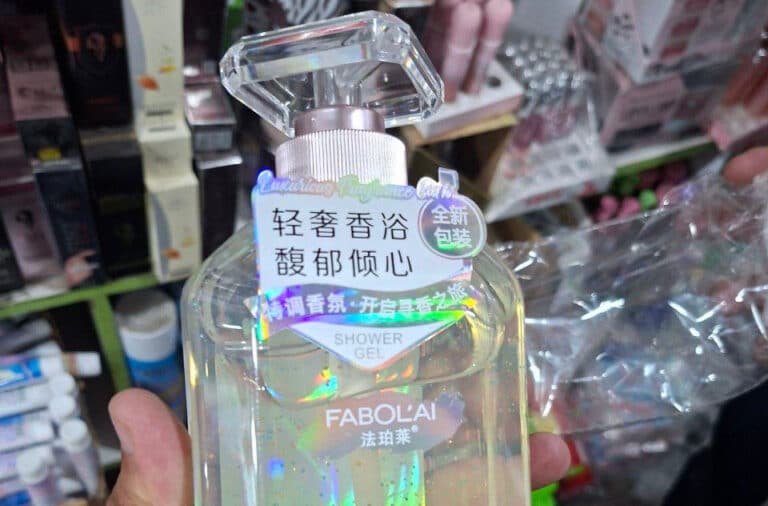 Luxurious Fragrance Bath
轻奢香浴
馥郁倾心
全新
包装
特调香氛·开启寻香之旅
SHOWER
GEL
FABOL'AI
法珀莱®